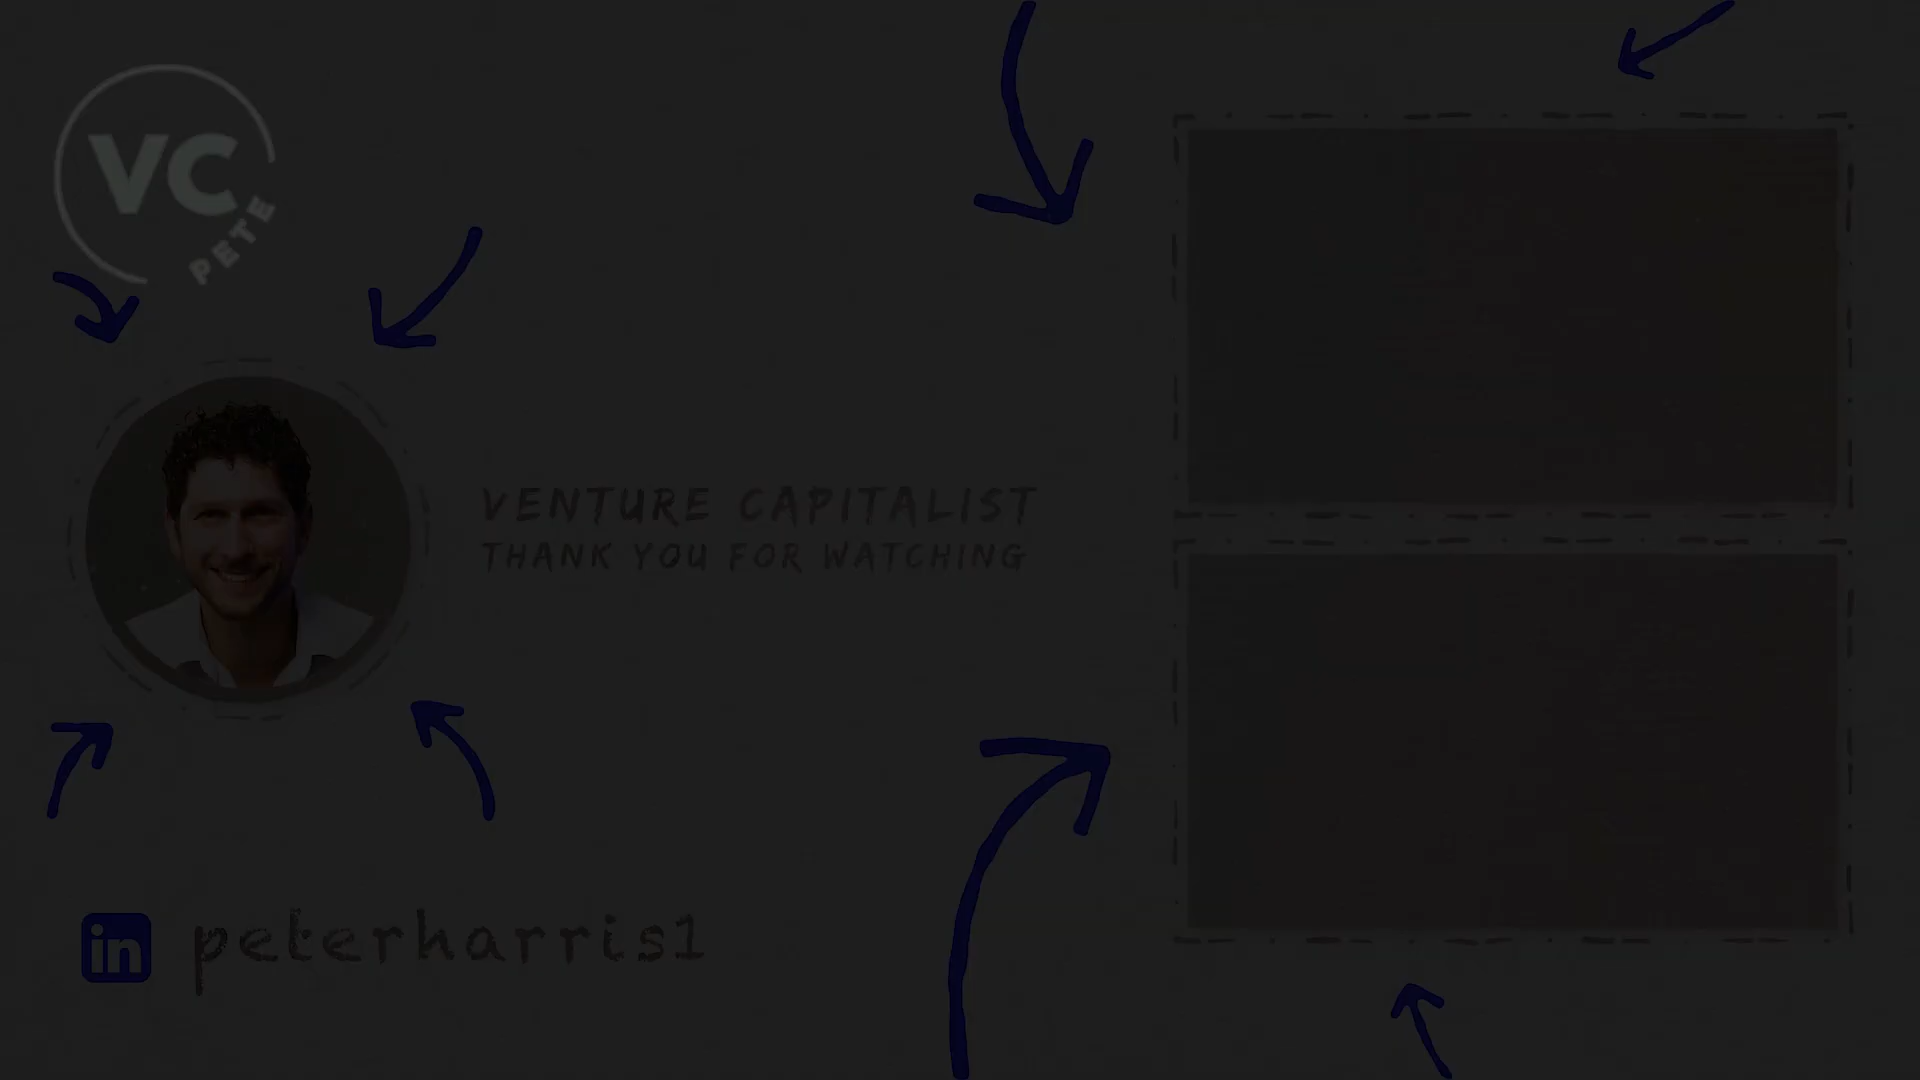 VC
PETE
VENTURE CAPITALIST
THANK YOU FOR WATCHING
in peterharris1